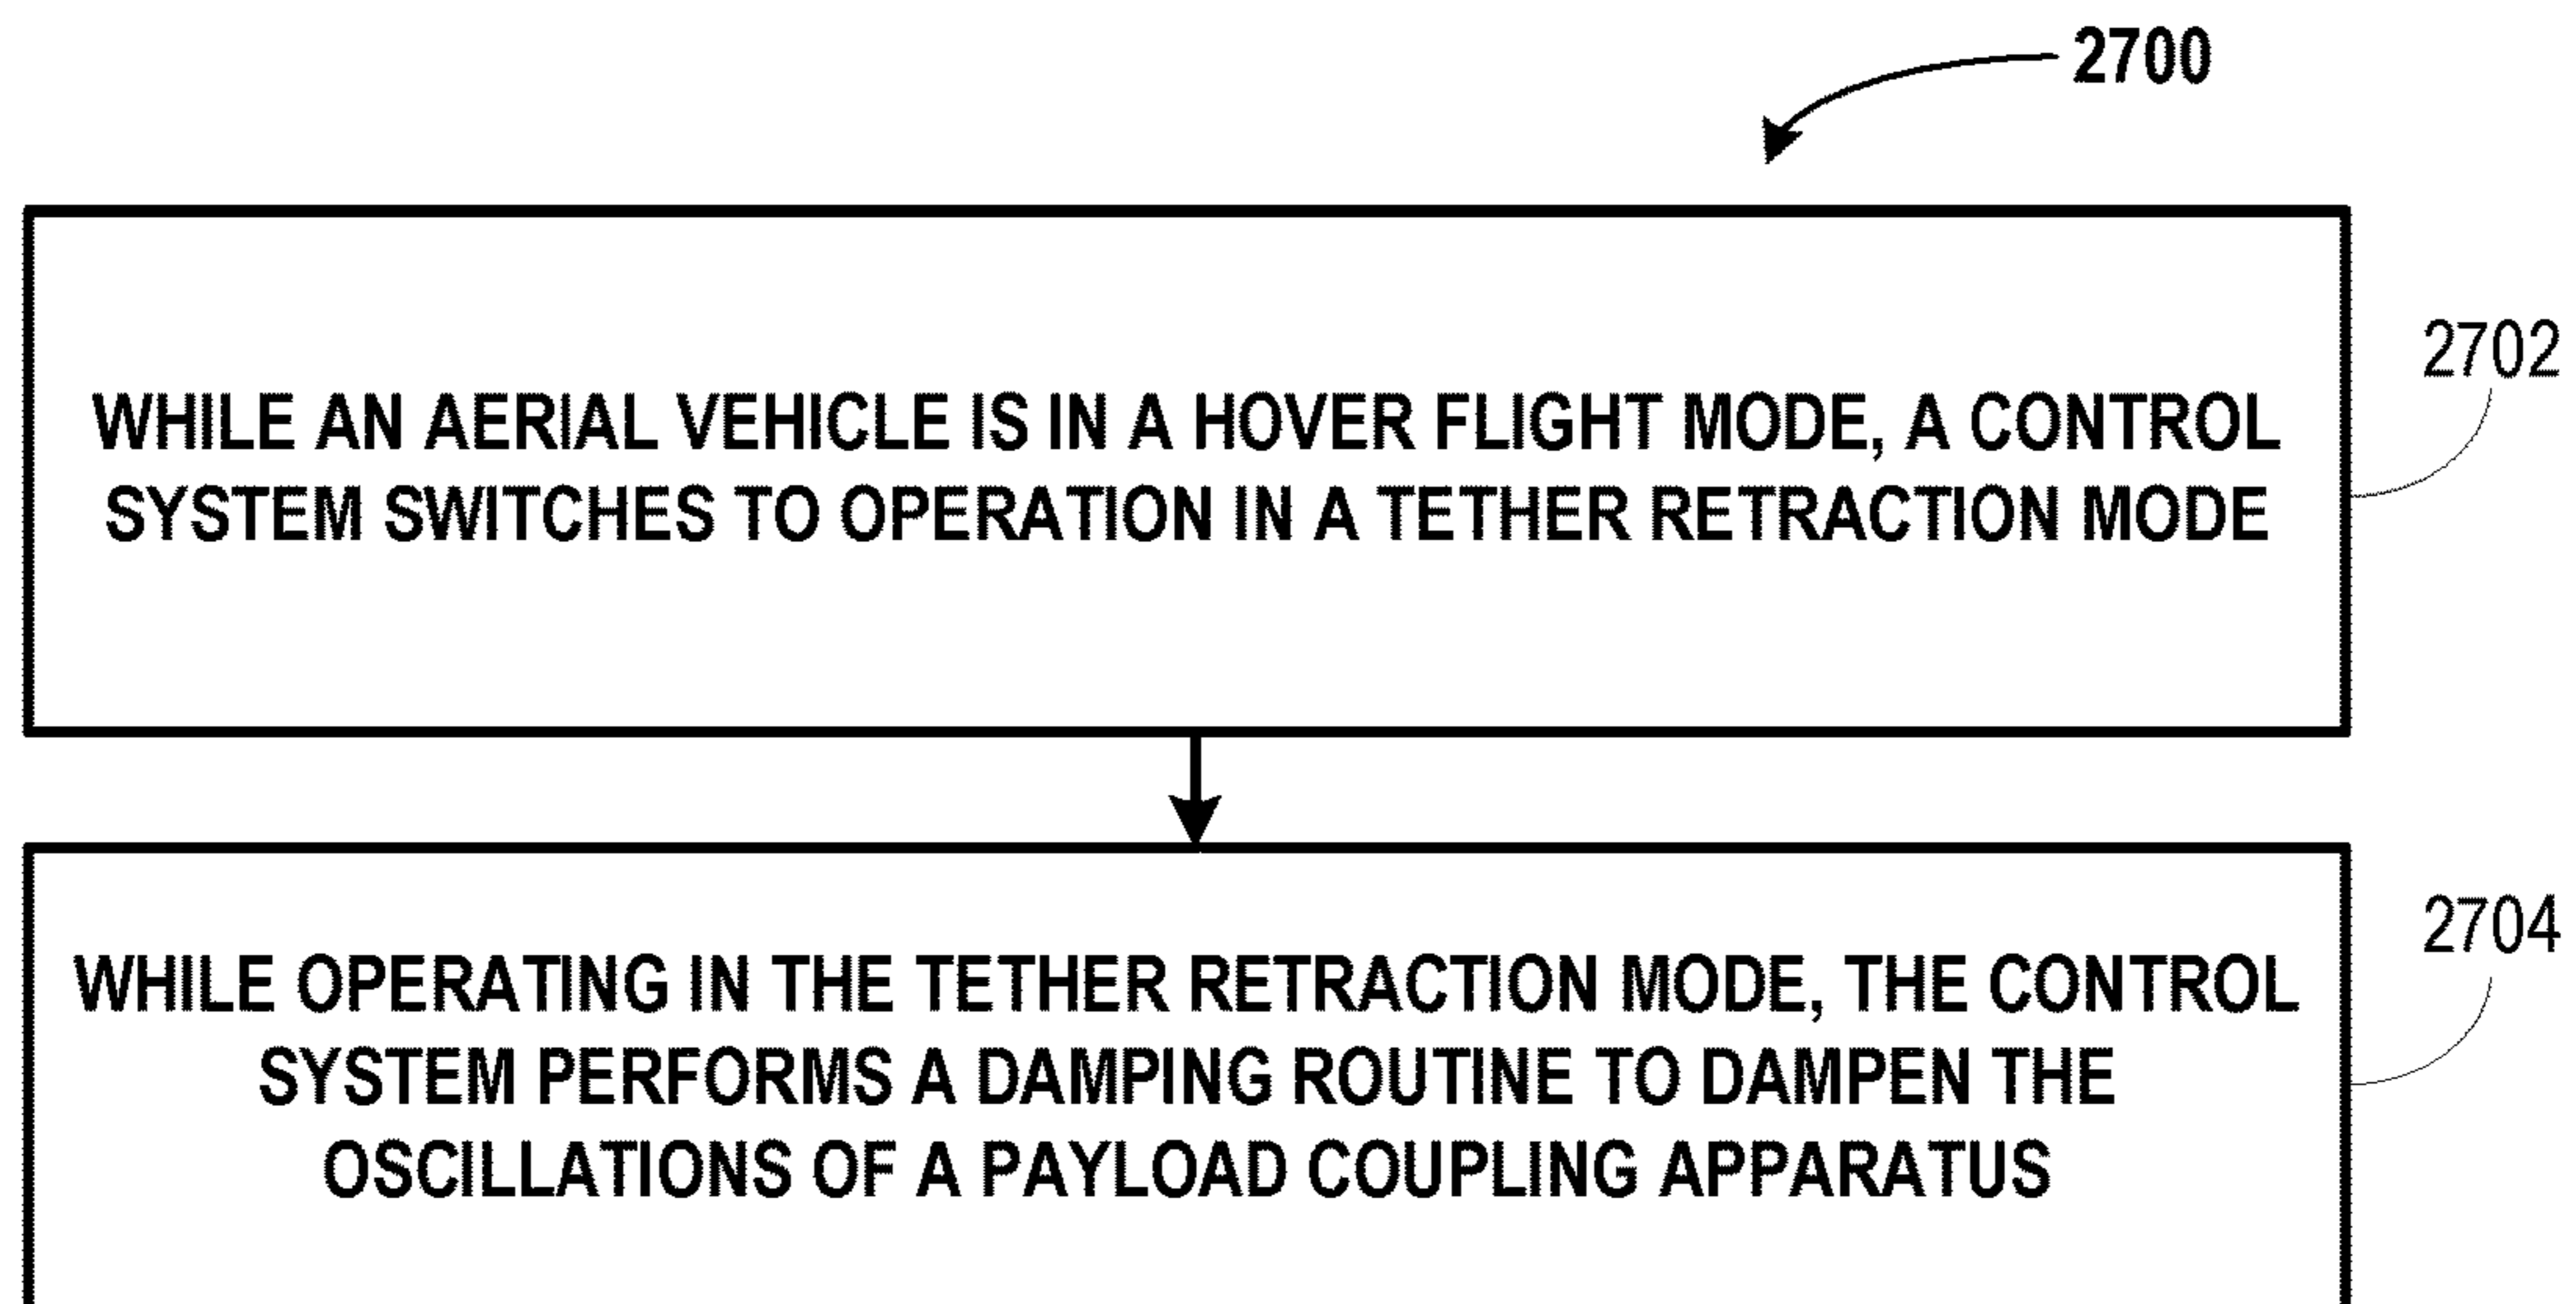 2700
WHILE AN AERIAL VEHICLE IS IN A HOVER FLIGHT MODE, A CONTROL
SYSTEM SWITCHES TO OPERATION IN A TETHER RETRACTION MODE
2702
WHILE OPERATING IN THE TETHER RETRACTION MODE, THE CONTROL
SYSTEM PERFORMS A DAMPING ROUTINE TO DAMPEN THE
OSCILLATIONS OF A PAYLOAD COUPLING APPARATUS
2704